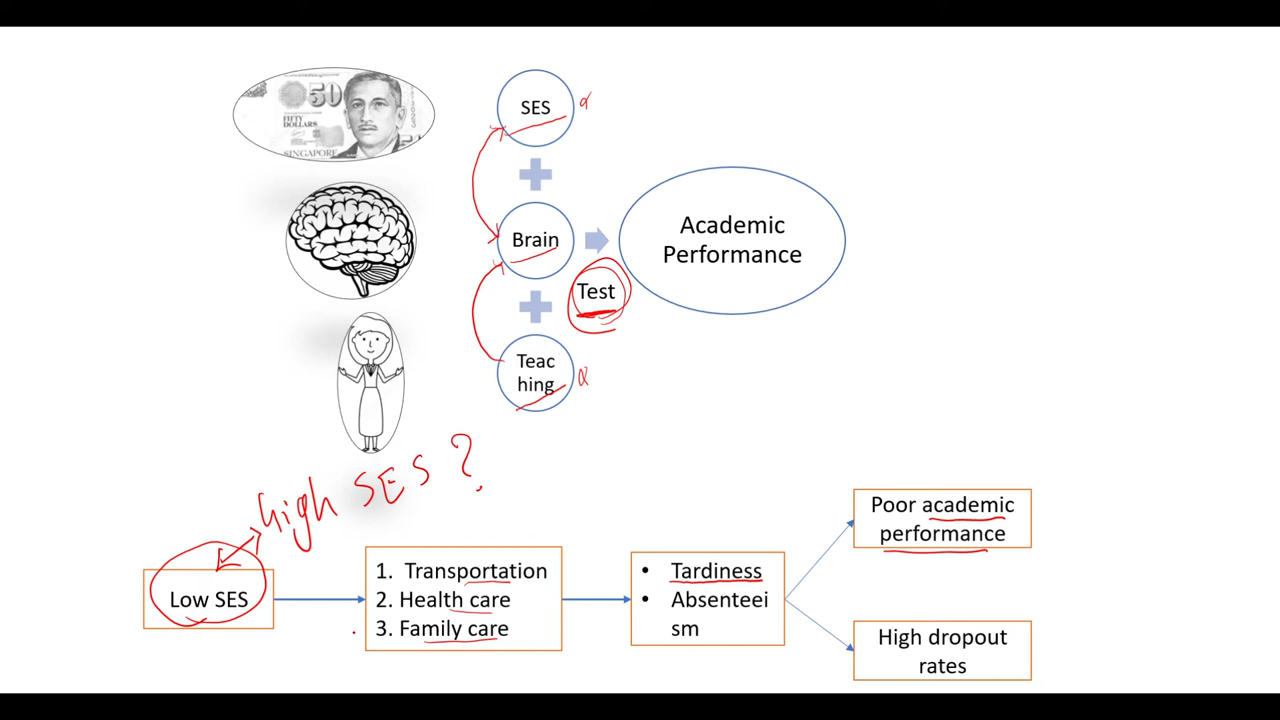 50
FIFTY
DOLLARS
SINGAPORE
SES
Brain
Teac
hing
Test
Academic
Performance
High SES ?
Low SES
1. Transportation
2. Health care
3. Family care
• Tardiness
• Absenteei
sm
Poor academic
performance
High dropout
rates